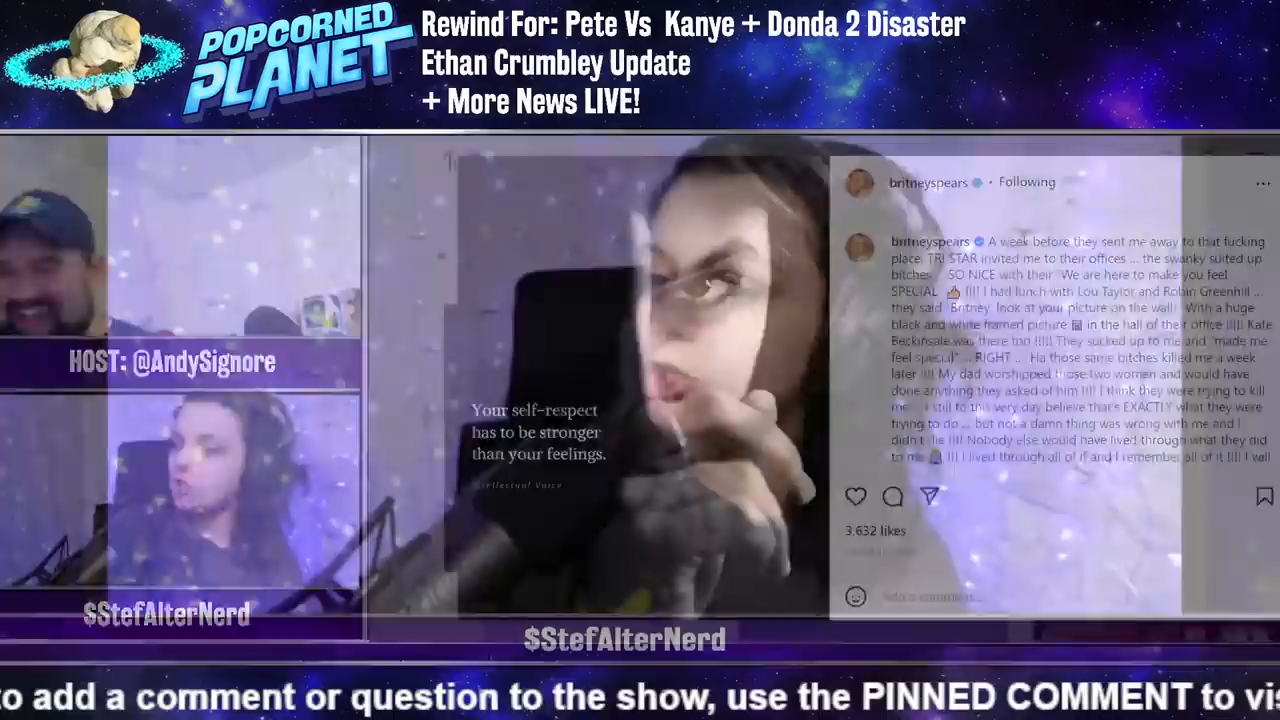 POPCORNED
PLANET
Rewind For: Pete Vs Kanye + Donda 2 Disaster
Ethan Crumbley Update
+ More News LIVE!
HOST: @AndySignore
$StefAlterNerd
Your self-respect
has to be stronger
than your feelings.
$StefAlterNerd
britneyspears • Following
britneyspears A week before they sent me away to that fucking
place, TRI STAR invited me to their offices ... the swanky suited up
bitches SO NICE with their We are here to make you feel
SPECIAL 👍 !!!! I had lunch with Lou Taylor and Robin Greenhill ...
they said Britney look at your picture on the wall With a huge
black and white framed picture 🖼 in the hall of their office !!!! Kate
Beckinsale was there too !!!!! They sucked up to me and "made me
feel special" ... RIGHT ... Ha those same bitches killed me a week
later !!!! My dad worshipped those two women and would have
done anything they asked of him !!!! I think they were trying to kill
me I still to this very day believe that's EXACTLY what they were
trying to do ... but not a damn thing was wrong with me and I
didn't die !!!! Nobody else would have lived through what they did
to me !!!! I lived through all of it and I remember all of it !!!! I will
3,632 likes
Add a comment...
to add a comment or question to the show, use the PINNED COMMENT to vis